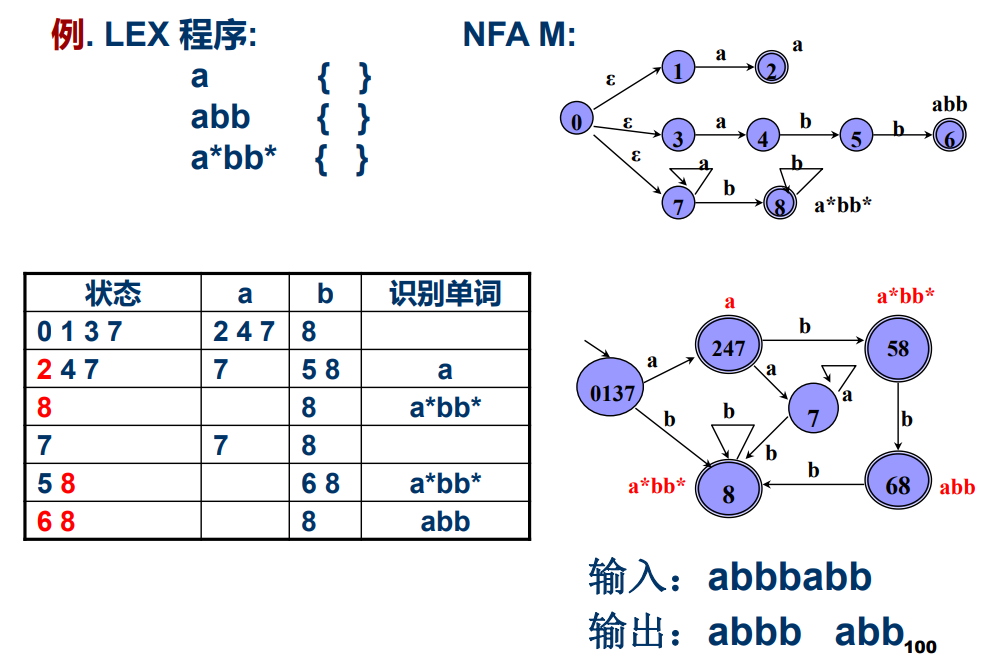 例. LEX 程序:
a { }
abb { }
a*bb* { }
NFA M:
ε 1 a 2 a
0 ε 3 a 4 b 5 b 6 abb
ε 7 a b 8 b a*bb*
状态 a b 识别单词
0 1 3 7 2 4 7 8
2 4 7 7 5 8 a
8 8 a*bb*
7 7 8
5 8 6 8 a*bb*
6 8 8 abb
a a*bb*
0137 a 247 b 58
a 7 a
b b b b
a*bb* 8 b 68 abb
输入：abbbabb
输出：abbb abb
100